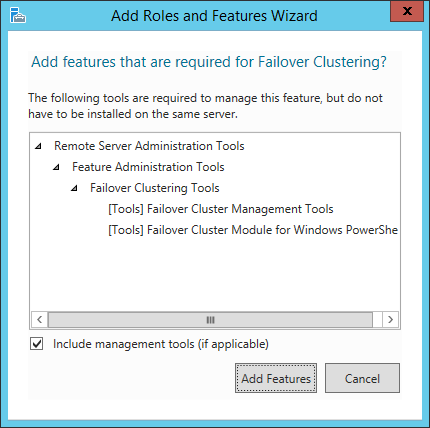 Add Roles and Features Wizard
Add features that are required for Failover Clustering?
The following tools are required to manage this feature, but do not
have to be installed on the same server.
Remote Server Administration Tools
Feature Administration Tools
Failover Clustering Tools
[Tools] Failover Cluster Management Tools
[Tools] Failover Cluster Module for Windows PowerShe
Include management tools (if applicable)
Add Features Cancel